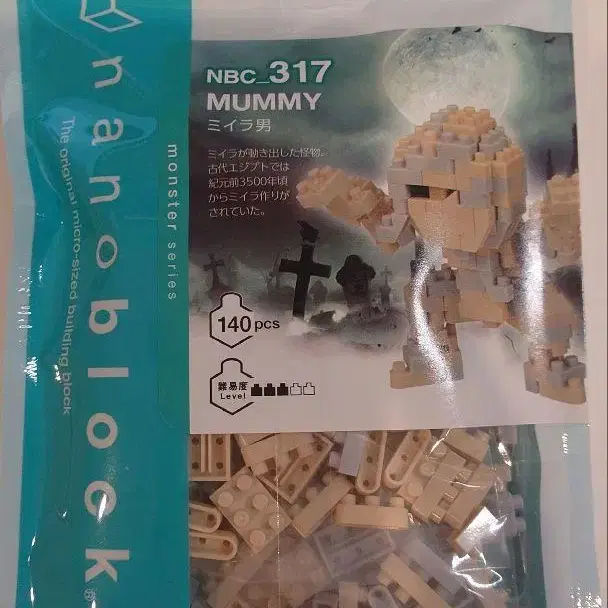 nanoblock®
The original micro-sized building block
monster series
NBC_317
MUMMY
ミイラ男
ミイラが動き出した怪物。
古代エジプトでは
紀元前3500年頃
からミイラ作りが
されていた。
140pcs
難易度
Level